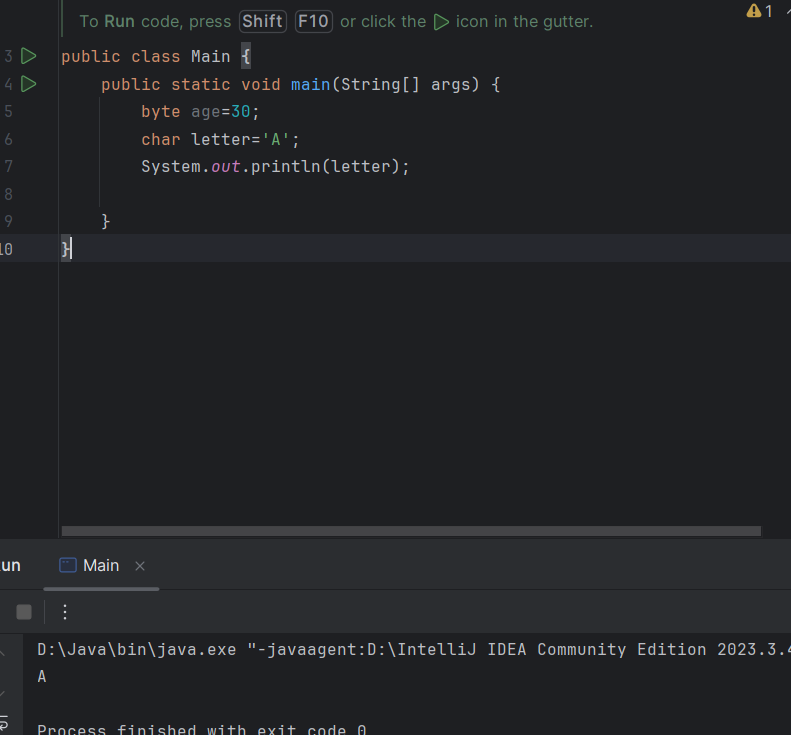 To Run code, press Shift F10 or click the icon in the gutter.
1
3 public class Main {
4 public static void main(String[] args) {
5 byte age=30;
6 char letter='A';
7 System.out.println(letter);
8
9 }
10 }
Main ×
D:\Java\bin\java.exe "-javaagent:D:\IntelliJ IDEA Community Edition 2023.3.4
A
Process finished with exit code 0